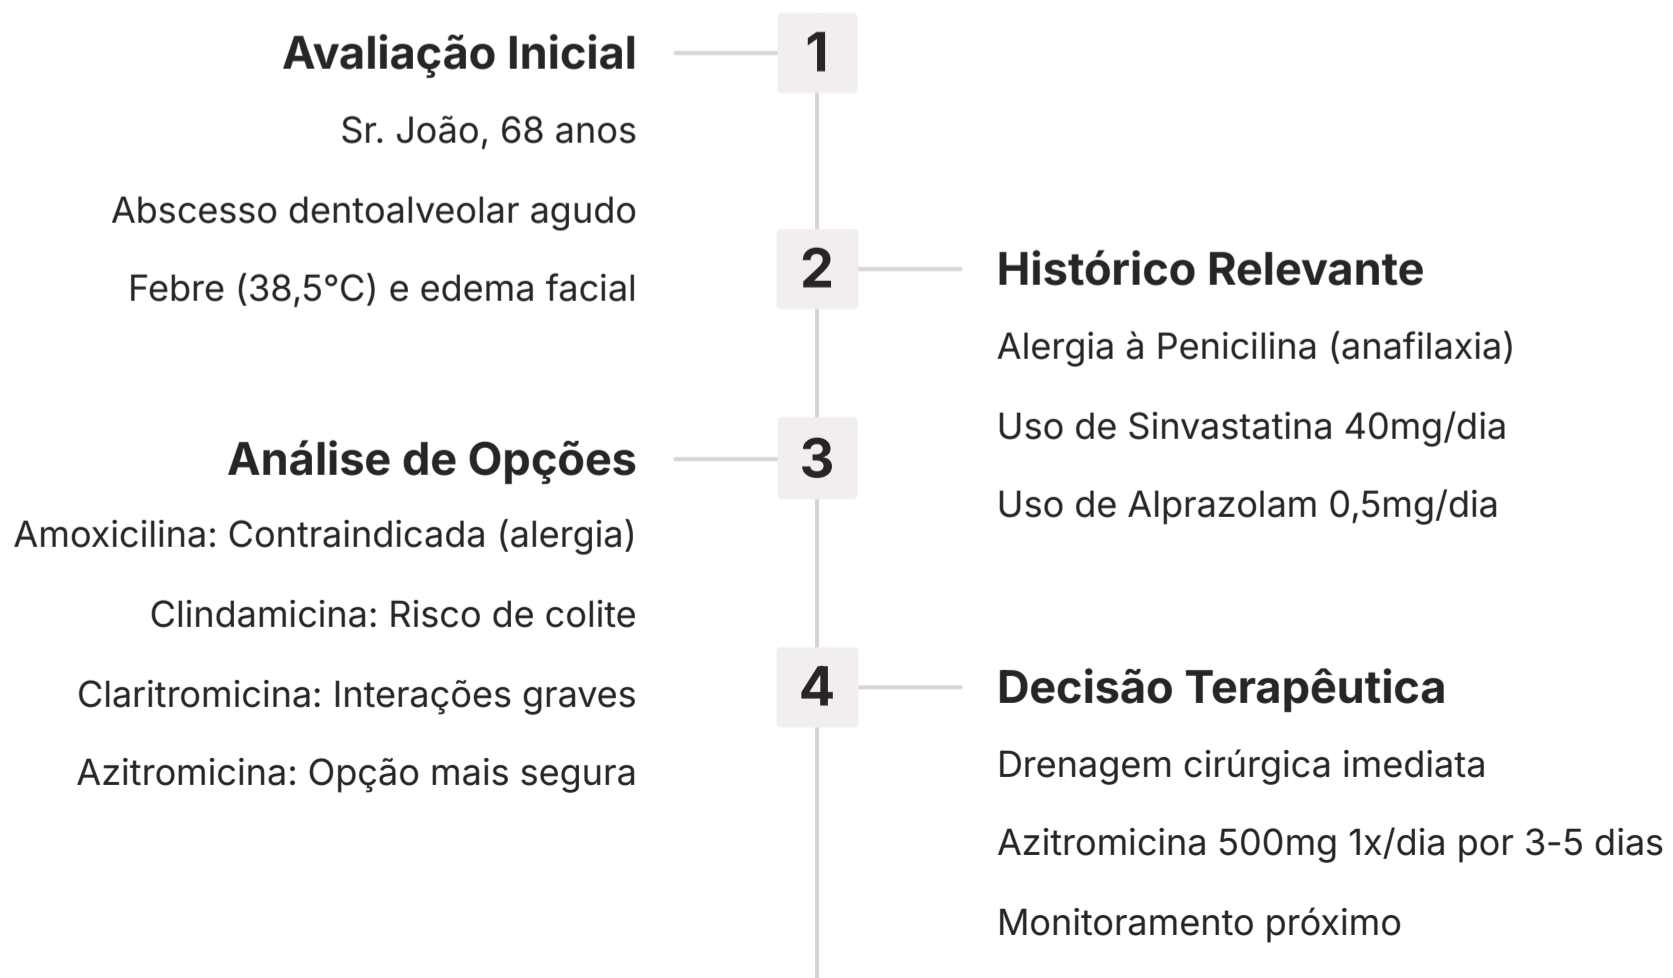 1
Avaliação Inicial
Sr. João, 68 anos
Abscesso dentoalveolar agudo
Febre (38,5°C) e edema facial
2
Histórico Relevante
Alergia à Penicilina (anafilaxia)
Uso de Sinvastatina 40mg/dia
Uso de Alprazolam 0,5mg/dia
3
Análise de Opções
Amoxicilina: Contraindicada (alergia)
Clindamicina: Risco de colite
Claritromicina: Interações graves
Azitromicina: Opção mais segura
4
Decisão Terapêutica
Drenagem cirúrgica imediata
Azitromicina 500mg 1x/dia por 3-5 dias
Monitoramento próximo